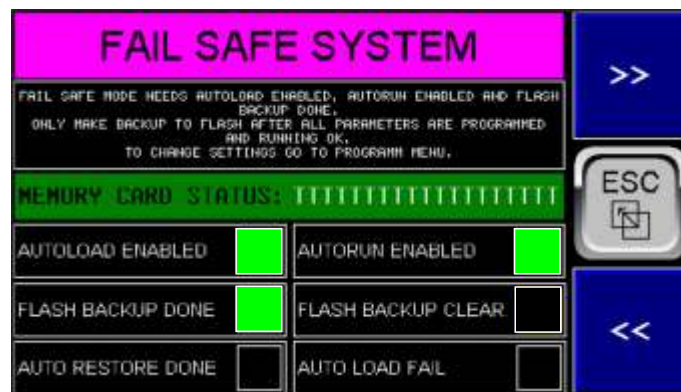 FAIL SAFE SYSTEM
>>
FAIL SAFE MODE NEEDS AUTOLOAD ENABLED, AUTORUN ENABLED AND FLASH
BACKUP DONE.
ONLY MAKE BACKUP TO FLASH AFTER ALL PARAMETERS ARE PROGRAMMED
AND RUNNING OK.
TO CHANGE SETTINGS GO TO PROGRAMM MENU.
ESC
MEMORY CARD STATUS: TTTTTTTTTTTTTTTTTTTT
AUTOLOAD ENABLED
AUTORUN ENABLED
FLASH BACKUP DONE
FLASH BACKUP CLEAR
<<
AUTO RESTORE DONE
AUTO LOAD FAIL